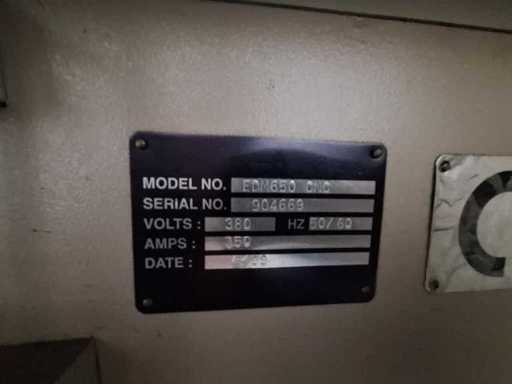 MODEL NO. EDM650 CNC
SERIAL NO. 904669
VOLTS : 380 HZ 50/60
AMPS : 350
DATE :